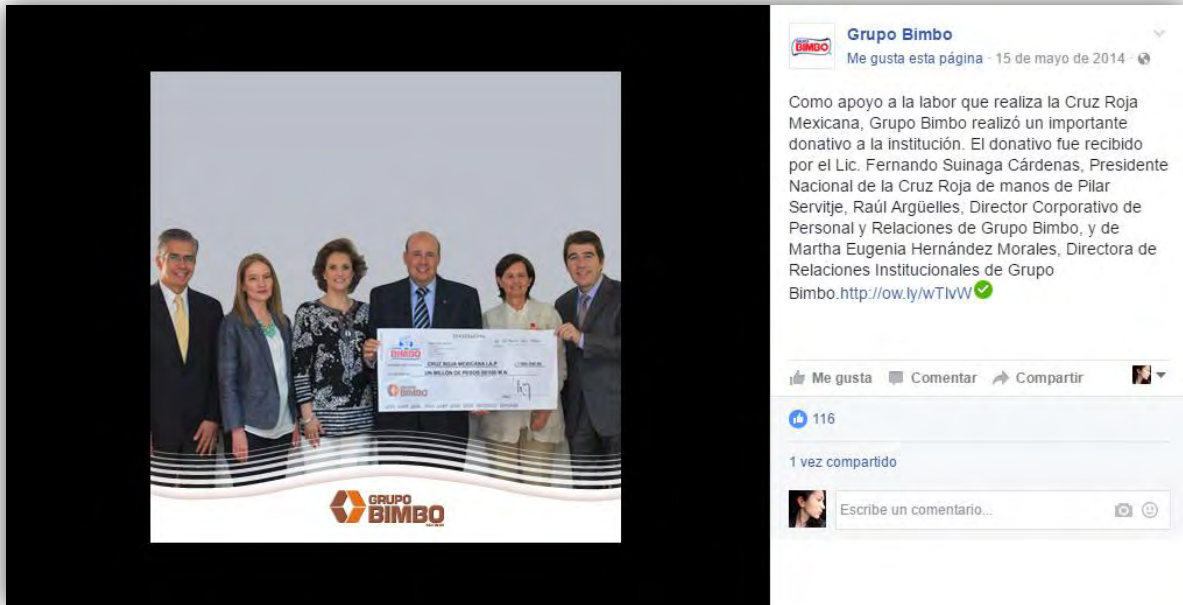 Grupo Bimbo
Me gusta esta página · 15 de mayo de 2014 ·
Como apoyo a la labor que realiza la Cruz Roja
Mexicana, Grupo Bimbo realizó un importante
donativo a la institución. El donativo fue recibido
por el Lic. Fernando Suinaga Cárdenas, Presidente
Nacional de la Cruz Roja de manos de Pilar
Servitje, Raúl Argüelles, Director Corporativo de
Personal y Relaciones de Grupo Bimbo, y de
Martha Eugenia Hernández Morales, Directora de
Relaciones Institucionales de Grupo
Bimbo.http://ow.ly/wTIvW
Me gusta Comentar Compartir
116
1 vez compartido
Escribe un comentario...
BIMBO
BIMBO
CRUZ ROJA MEXICANA I.A.P
UN MILLÓN DE PESOS 00/100 M.N
GRUPO
BIMBO
GRUPO
BIMBO